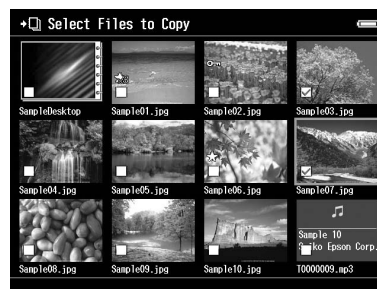 Select Files to Copy
SampleDesktop
Sample01.jpg
Sample02.jpg
Sample03.jpg
Sample04.jpg
Sample05.jpg
Sample06.jpg
Sample07.jpg
Sample 10
Seiko Epson Corp.
Sample08.jpg
Sample09.jpg
Sample10.jpg
T0000009.mp3